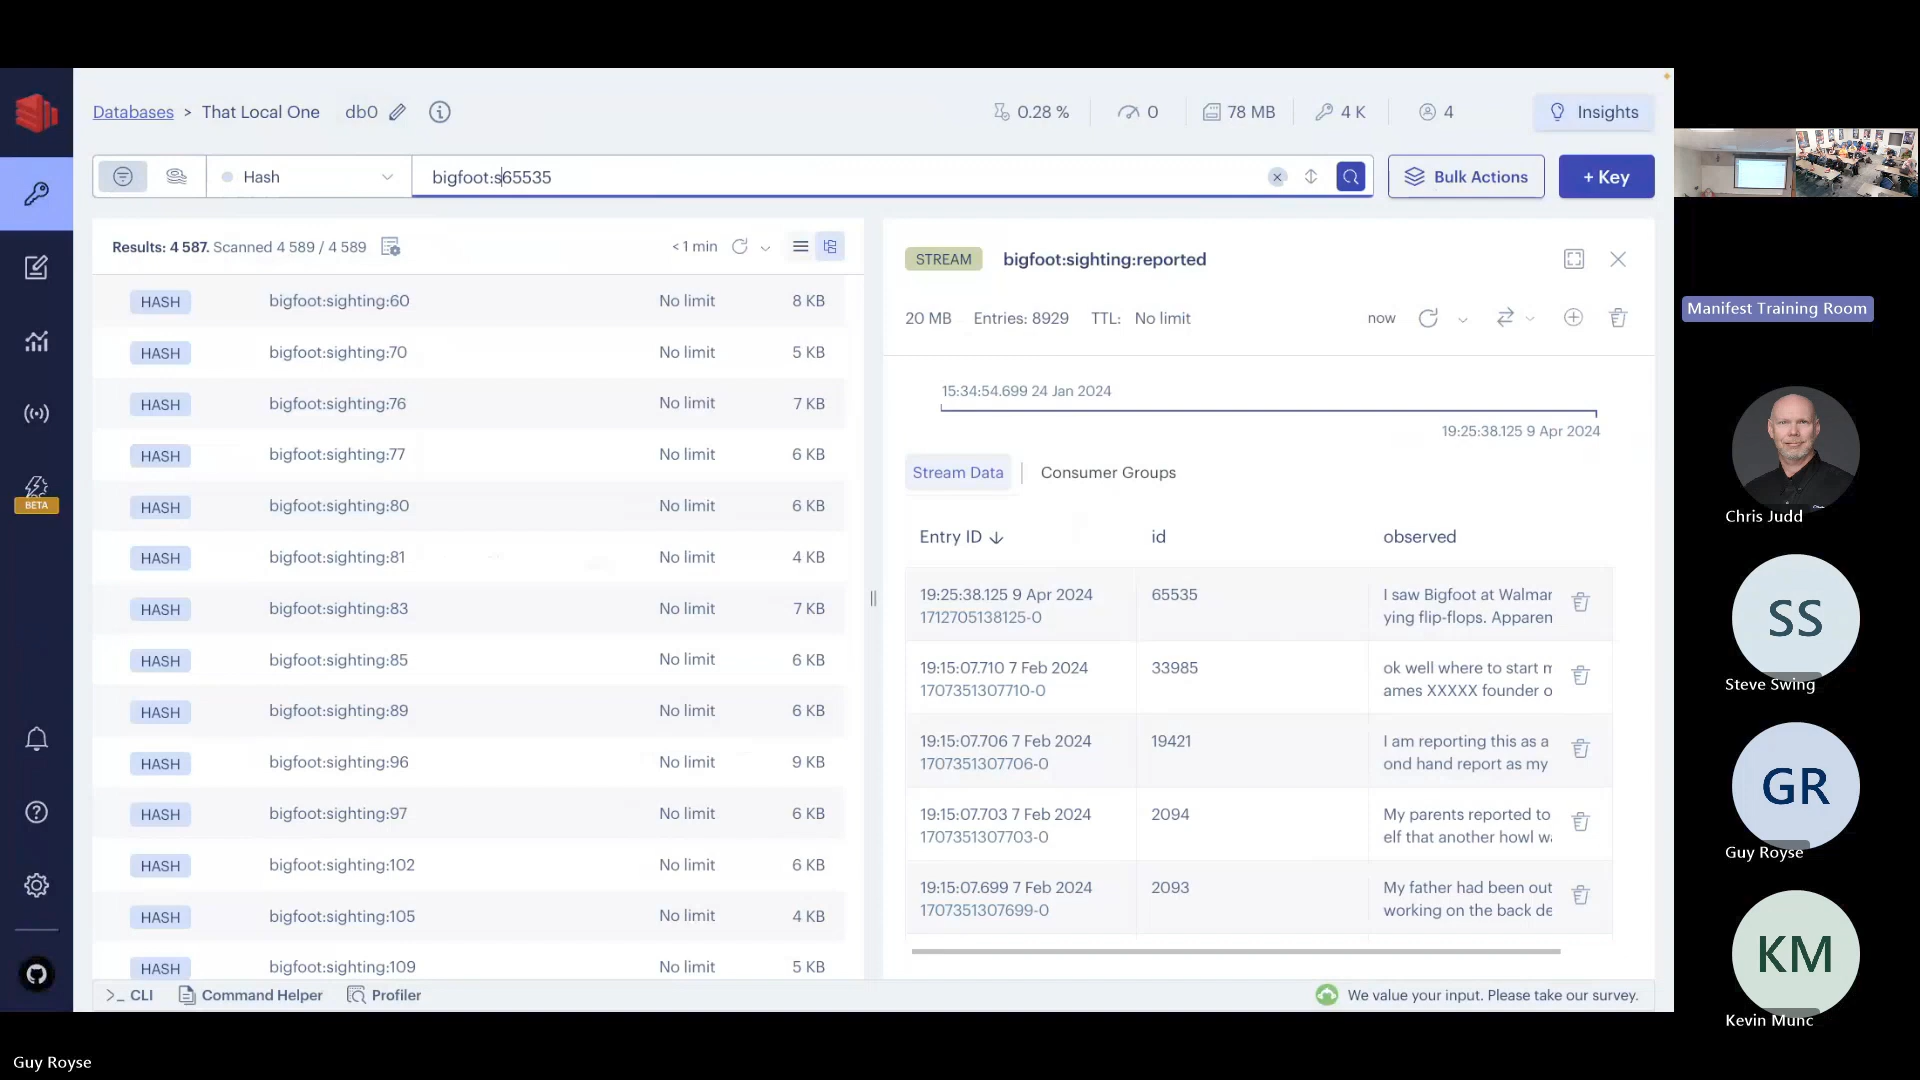 Databases > That Local One db0
0.28 % 0 78 MB 4 K 4 Insights
Hash bigfoot:s65535 Bulk Actions + Key
Results: 4 587. Scanned 4 589 / 4 589 < 1 min
HASH bigfoot:sighting:60 No limit 8 KB
HASH bigfoot:sighting:70 No limit 5 KB
HASH bigfoot:sighting:76 No limit 7 KB
HASH bigfoot:sighting:77 No limit 6 KB
HASH bigfoot:sighting:80 No limit 6 KB
HASH bigfoot:sighting:81 No limit 4 KB
HASH bigfoot:sighting:83 No limit 7 KB
HASH bigfoot:sighting:85 No limit 6 KB
HASH bigfoot:sighting:89 No limit 6 KB
HASH bigfoot:sighting:96 No limit 9 KB
HASH bigfoot:sighting:97 No limit 6 KB
HASH bigfoot:sighting:102 No limit 6 KB
HASH bigfoot:sighting:105 No limit 4 KB
HASH bigfoot:sighting:109 No limit 5 KB
STREAM bigfoot:sighting:reported
20 MB Entries: 8929 TTL: No limit now
15:34:54.699 24 Jan 2024
19:25:38.125 9 Apr 2024
Stream Data | Consumer Groups
Entry ID id observed
19:25:38.125 9 Apr 2024 65535 I saw Bigfoot at Walmar
1712705138125-0 ying flip-flops. Apparen
19:15:07.710 7 Feb 2024 33985 ok well where to start m
1707351307710-0 ames XXXXX founder o
19:15:07.706 7 Feb 2024 19421 I am reporting this as a
1707351307706-0 ond hand report as my
19:15:07.703 7 Feb 2024 2094 My parents reported to
1707351307703-0 elf that another howl wa
19:15:07.699 7 Feb 2024 2093 My father had been out
1707351307699-0 working on the back de
BETA
>_ CLI Command Helper Profiler
We value your input. Please take our survey.
Manifest Training Room
Chris Judd
SS
Steve Swing
GR
Guy Royse
KM
Kevin Munc
Guy Royse